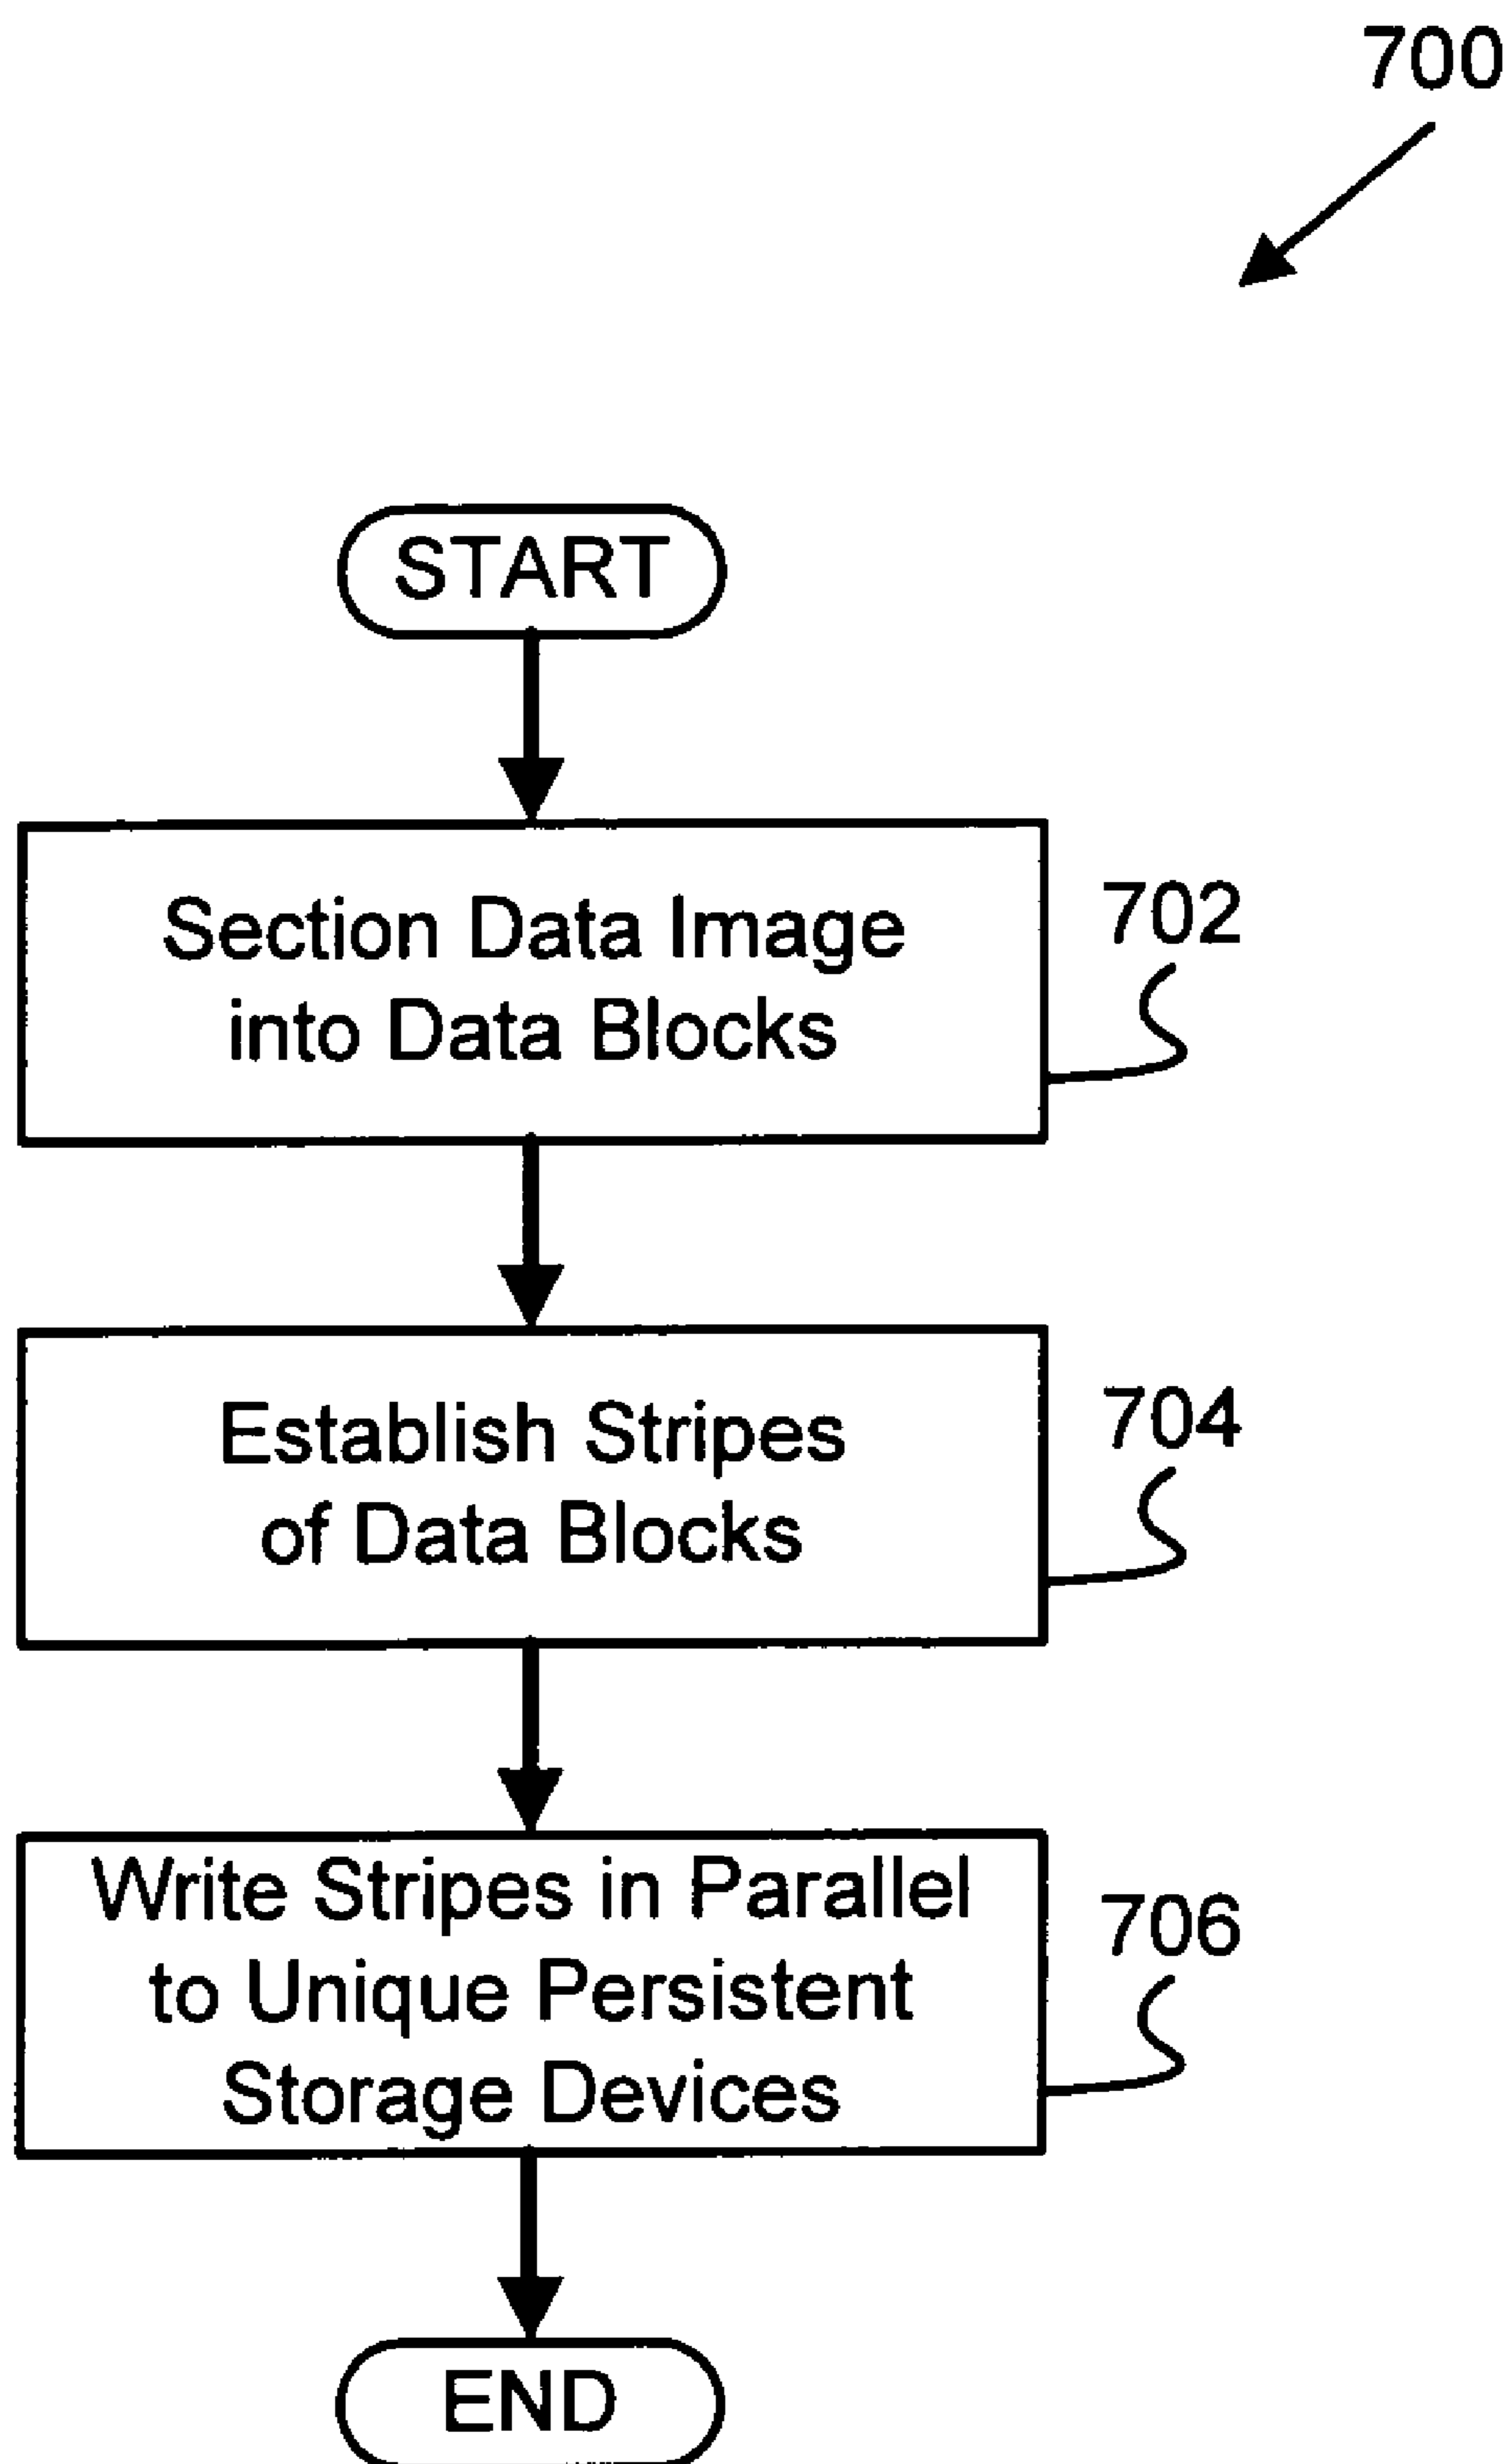 700
START
Section Data Image
into Data Blocks
702
Establish Stripes
of Data Blocks
704
Write Stripes in Parallel
to Unique Persistent
Storage Devices
706
END